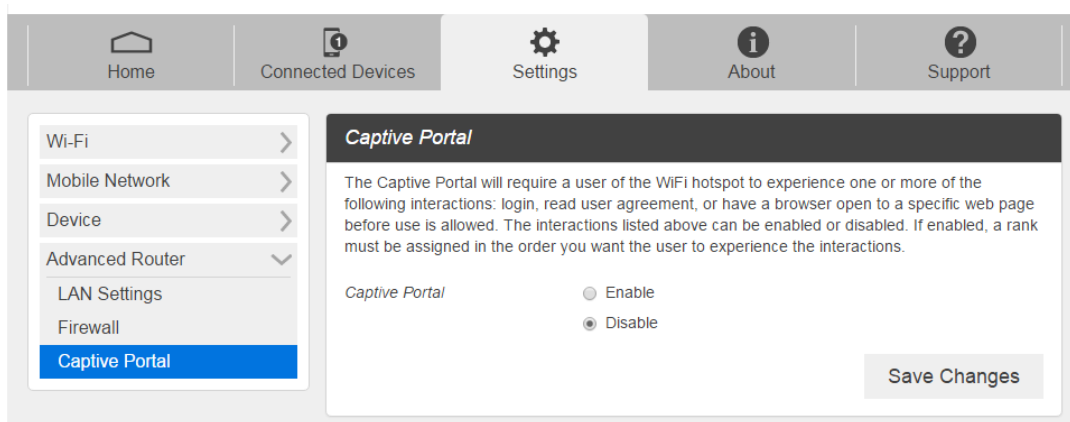 Home
1
Connected Devices
Settings
i
About
?
Support
Wi-Fi
Mobile Network
Device
Advanced Router
LAN Settings
Firewall
Captive Portal
Captive Portal
The Captive Portal will require a user of the WiFi hotspot to experience one or more of the
following interactions: login, read user agreement, or have a browser open to a specific web page
before use is allowed. The interactions listed above can be enabled or disabled. If enabled, a rank
must be assigned in the order you want the user to experience the interactions.
Captive Portal
Enable
Disable
Save Changes